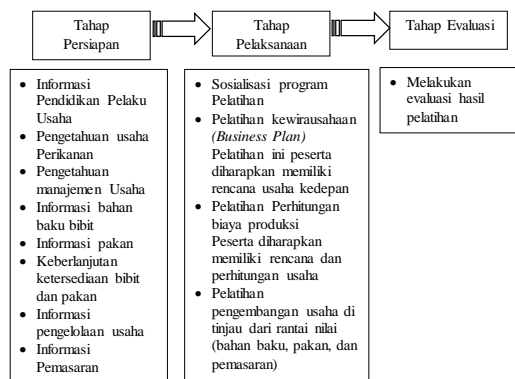 Tahap
Persiapan
Tahap
Pelaksanaan
Tahap Evaluasi
• Informasi
Pendidikan Pelaku
Usaha
• Pengetahuan usaha
Perikanan
• Pengetahuan
manajemen Usaha
• Informasi bahan
baku bibit
• Informasi pakan
• Keberlanjutan
ketersediaan bibit
dan pakan
• Informasi
pengelolaan usaha
• Informasi
Pemasaran
• Sosialisasi program
Pelatihan
• Pelatihan kewirausahaan
(Business Plan)
Pelatihan ini peserta
diharapkan memiliki
rencana usaha kedepan
• Pelatihan Perhitungan
biaya produksi
Peserta diharapkan
memiliki rencana dan
perhitungan usaha
• Pelatihan
pengembangan usaha di
tinjau dari rantai nilai
(bahan baku, pakan, dan
pemasaran)
• Melakukan
evaluasi hasil
pelatihan